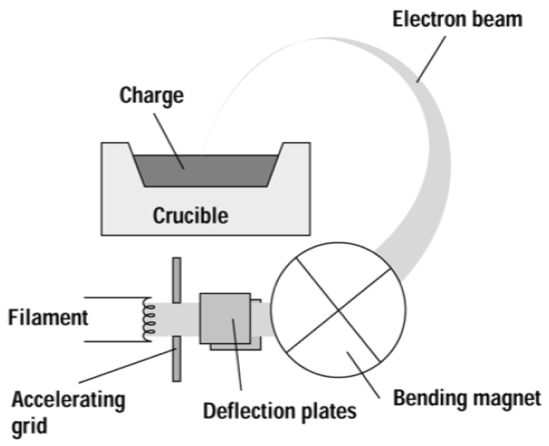 Electron beam
Charge
Crucible
Filament
Accelerating
grid
Deflection plates
Bending magnet